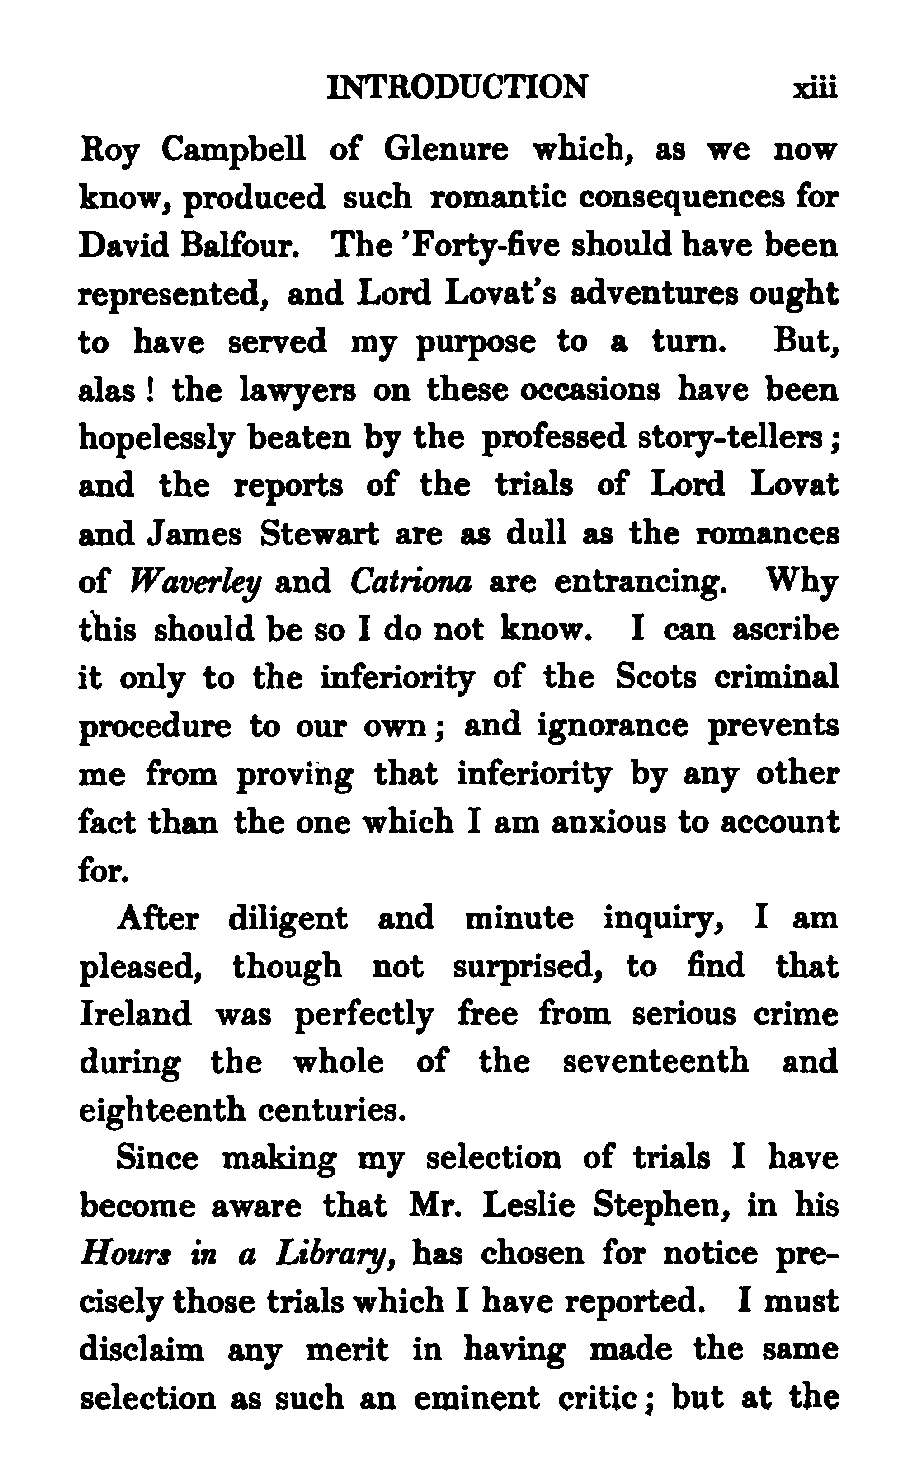 INTRODUCTION xiii
Roy Campbell of Glenure which, as we now
know, produced such romantic consequences for
David Balfour. The 'Forty-five should have been
represented, and Lord Lovat's adventures ought
to have served my purpose to a turn. But,
alas ! the lawyers on these occasions have been
hopelessly beaten by the professed story-tellers ;
and the reports of the trials of Lord Lovat
and James Stewart are as dull as the romances
of Waverley and Catriona are entrancing. Why
this should be so I do not know. I can ascribe
it only to the inferiority of the Scots criminal
procedure to our own ; and ignorance prevents
me from proving that inferiority by any other
fact than the one which I am anxious to account
for.
After diligent and minute inquiry, I am
pleased, though not surprised, to find that
Ireland was perfectly free from serious crime
during the whole of the seventeenth and
eighteenth centuries.
Since making my selection of trials I have
become aware that Mr. Leslie Stephen, in his
Hours in a Library, has chosen for notice pre-
cisely those trials which I have reported. I must
disclaim any merit in having made the same
selection as such an eminent critic ; but at the